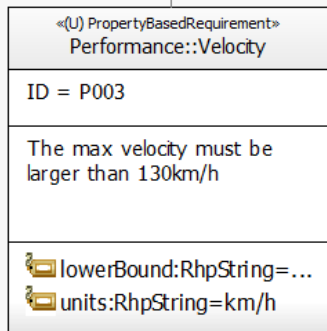 «(U) PropertyBasedRequirement»
Performance::Velocity
ID = P003
The max velocity must be
larger than 130km/h
lowerBound:RhpString=...
units:RhpString=km/h